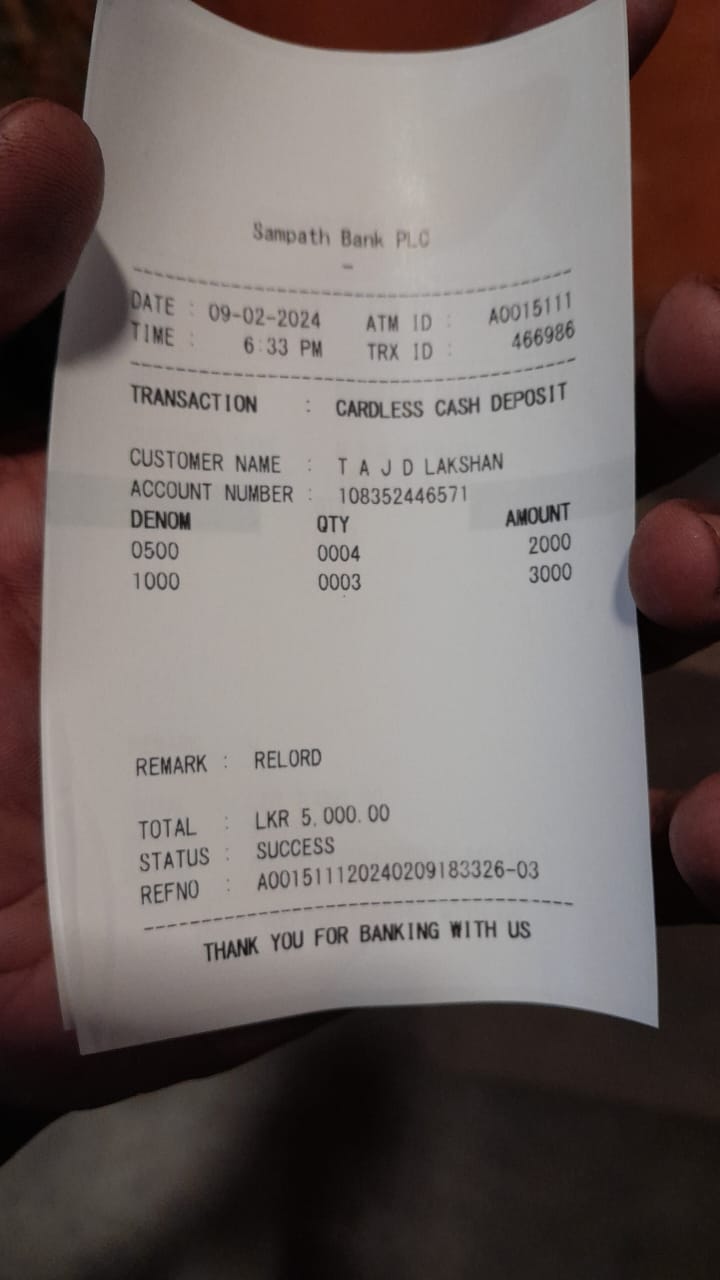 Sampath Bank PLC
-
DATE : 09-02-2024 ATM ID : A0015111
TIME : 6:33 PM TRX ID : 466986
TRANSACTION : CARDLESS CASH DEPOSIT
CUSTOMER NAME : T A J D LAKSHAN
ACCOUNT NUMBER : 108352446571
DENOM QTY AMOUNT
0500 0004 2000
1000 0003 3000
REMARK : RELORD
TOTAL : LKR 5,000.00
STATUS : SUCCESS
REFNO : A001511120240209183326-03
THANK YOU FOR BANKING WITH US